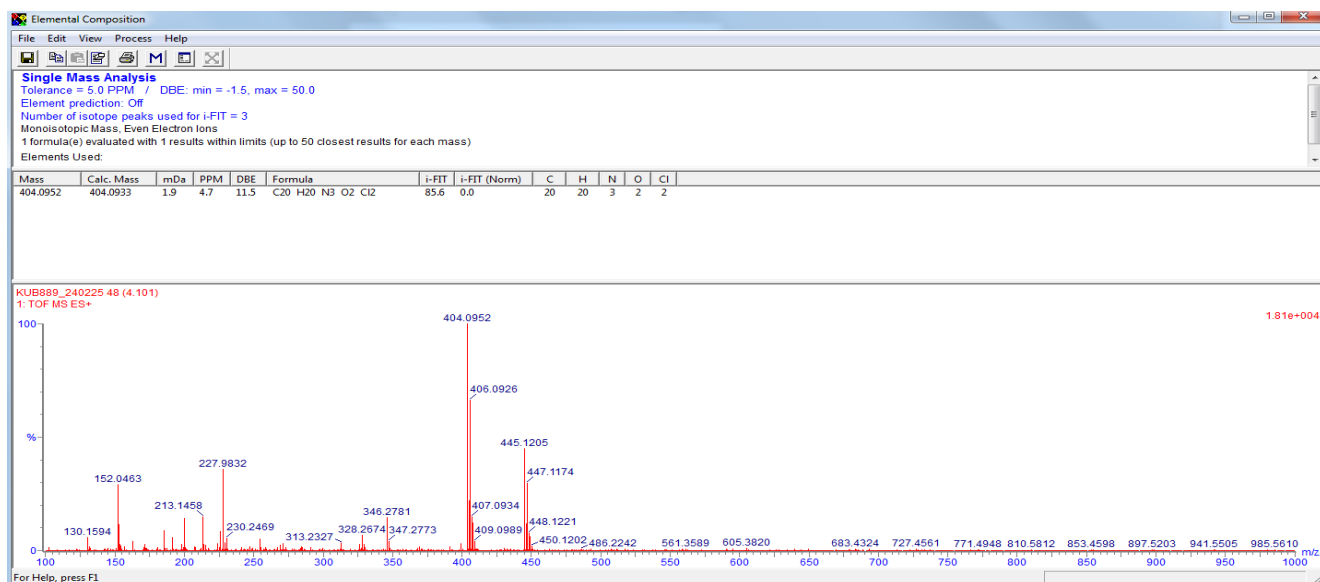 Elemental Composition
File Edit View Process Help
M
Single Mass Analysis
Tolerance = 5.0 PPM / DBE: min = -1.5, max = 50.0
Element prediction: Off
Number of isotope peaks used for i-FIT = 3
Monoisotopic Mass, Even Electron Ions
1 formula(e) evaluated with 1 results within limits (up to 50 closest results for each mass)
Elements Used:
Mass Calc. Mass mDa PPM DBE Formula i-FIT i-FIT (Norm) C H N O Cl
404.0952 404.0933 1.9 4.7 11.5 C20 H20 N3 O2 Cl2 85.6 0.0 20 20 3 2 2
KUB889_240225 48 (4.101)
1: TOF MS ES+
1.81e+004
100
%
0
404.0952
406.0926
445.1205
447.1174
227.9832
152.0463
213.1458
346.2781
407.0934
448.1221
130.1594
230.2469
313.2327
328.2674
347.2773
409.0989
450.1202
486.2242
561.3589
605.3820
683.4324
727.4561
771.4948
810.5812
853.4598
897.5203
941.5505
985.5610
m/z
100 150 200 250 300 350 400 450 500 550 600 650 700 750 800 850 900 950 1000
For Help, press F1